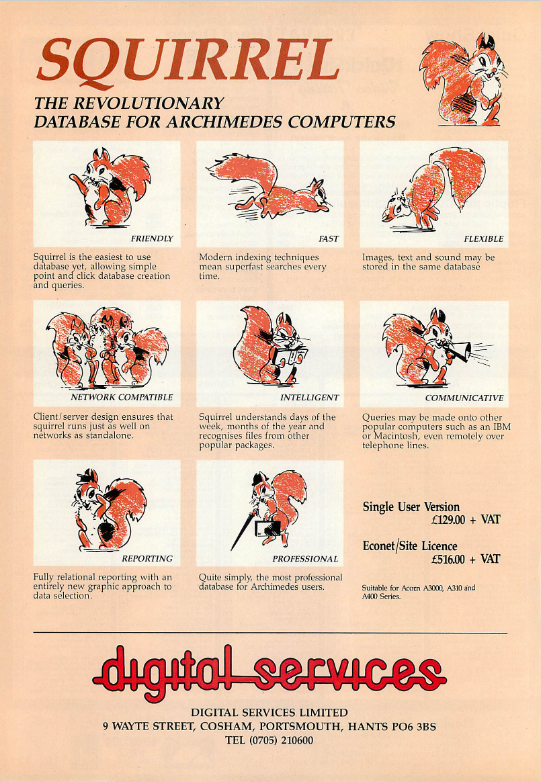 SQUIRREL
THE REVOLUTIONARY
DATABASE FOR ARCHIMEDES COMPUTERS
FRIENDLY
Squirrel is the easiest to use
database yet, allowing simple
point and click database creation
and queries.
FAST
Modern indexing techniques
mean superfast searches every
time.
FLEXIBLE
Images, text and sound may be
stored in the same database
NETWORK COMPATIBLE
Client/server design ensures that
squirrel runs just as well on
networks as standalone.
INTELLIGENT
Squirrel understands days of the
week, months of the year and
recognises files from other
popular packages.
COMMUNICATIVE
Queries may be made onto other
popular computers such as an IBM
or Macintosh, even remotely over
telephone lines.
REPORTING
Fully relational reporting with an
entirely new graphic approach to
data selection.
PROFESSIONAL
Quite simply, the most professional
database for Archimedes users.
Single User Version
£129.00 + VAT
Econet/Site Licence
£516.00 + VAT
Suitable for Acorn A3000, A310 and
A400 Series.
digital services
DIGITAL SERVICES LIMITED
9 WAYTE STREET, COSHAM, PORTSMOUTH, HANTS PO6 3BS
TEL (0705) 210600